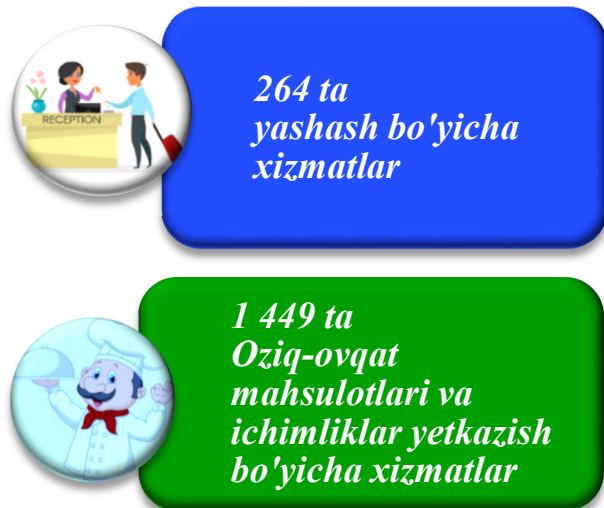 RECEPTION
264 ta
yashash bo'yicha
xizmatlar
1 449 ta
Oziq-ovqat
mahsulotlari va
ichimliklar yetkazish
bo'yicha xizmatlar